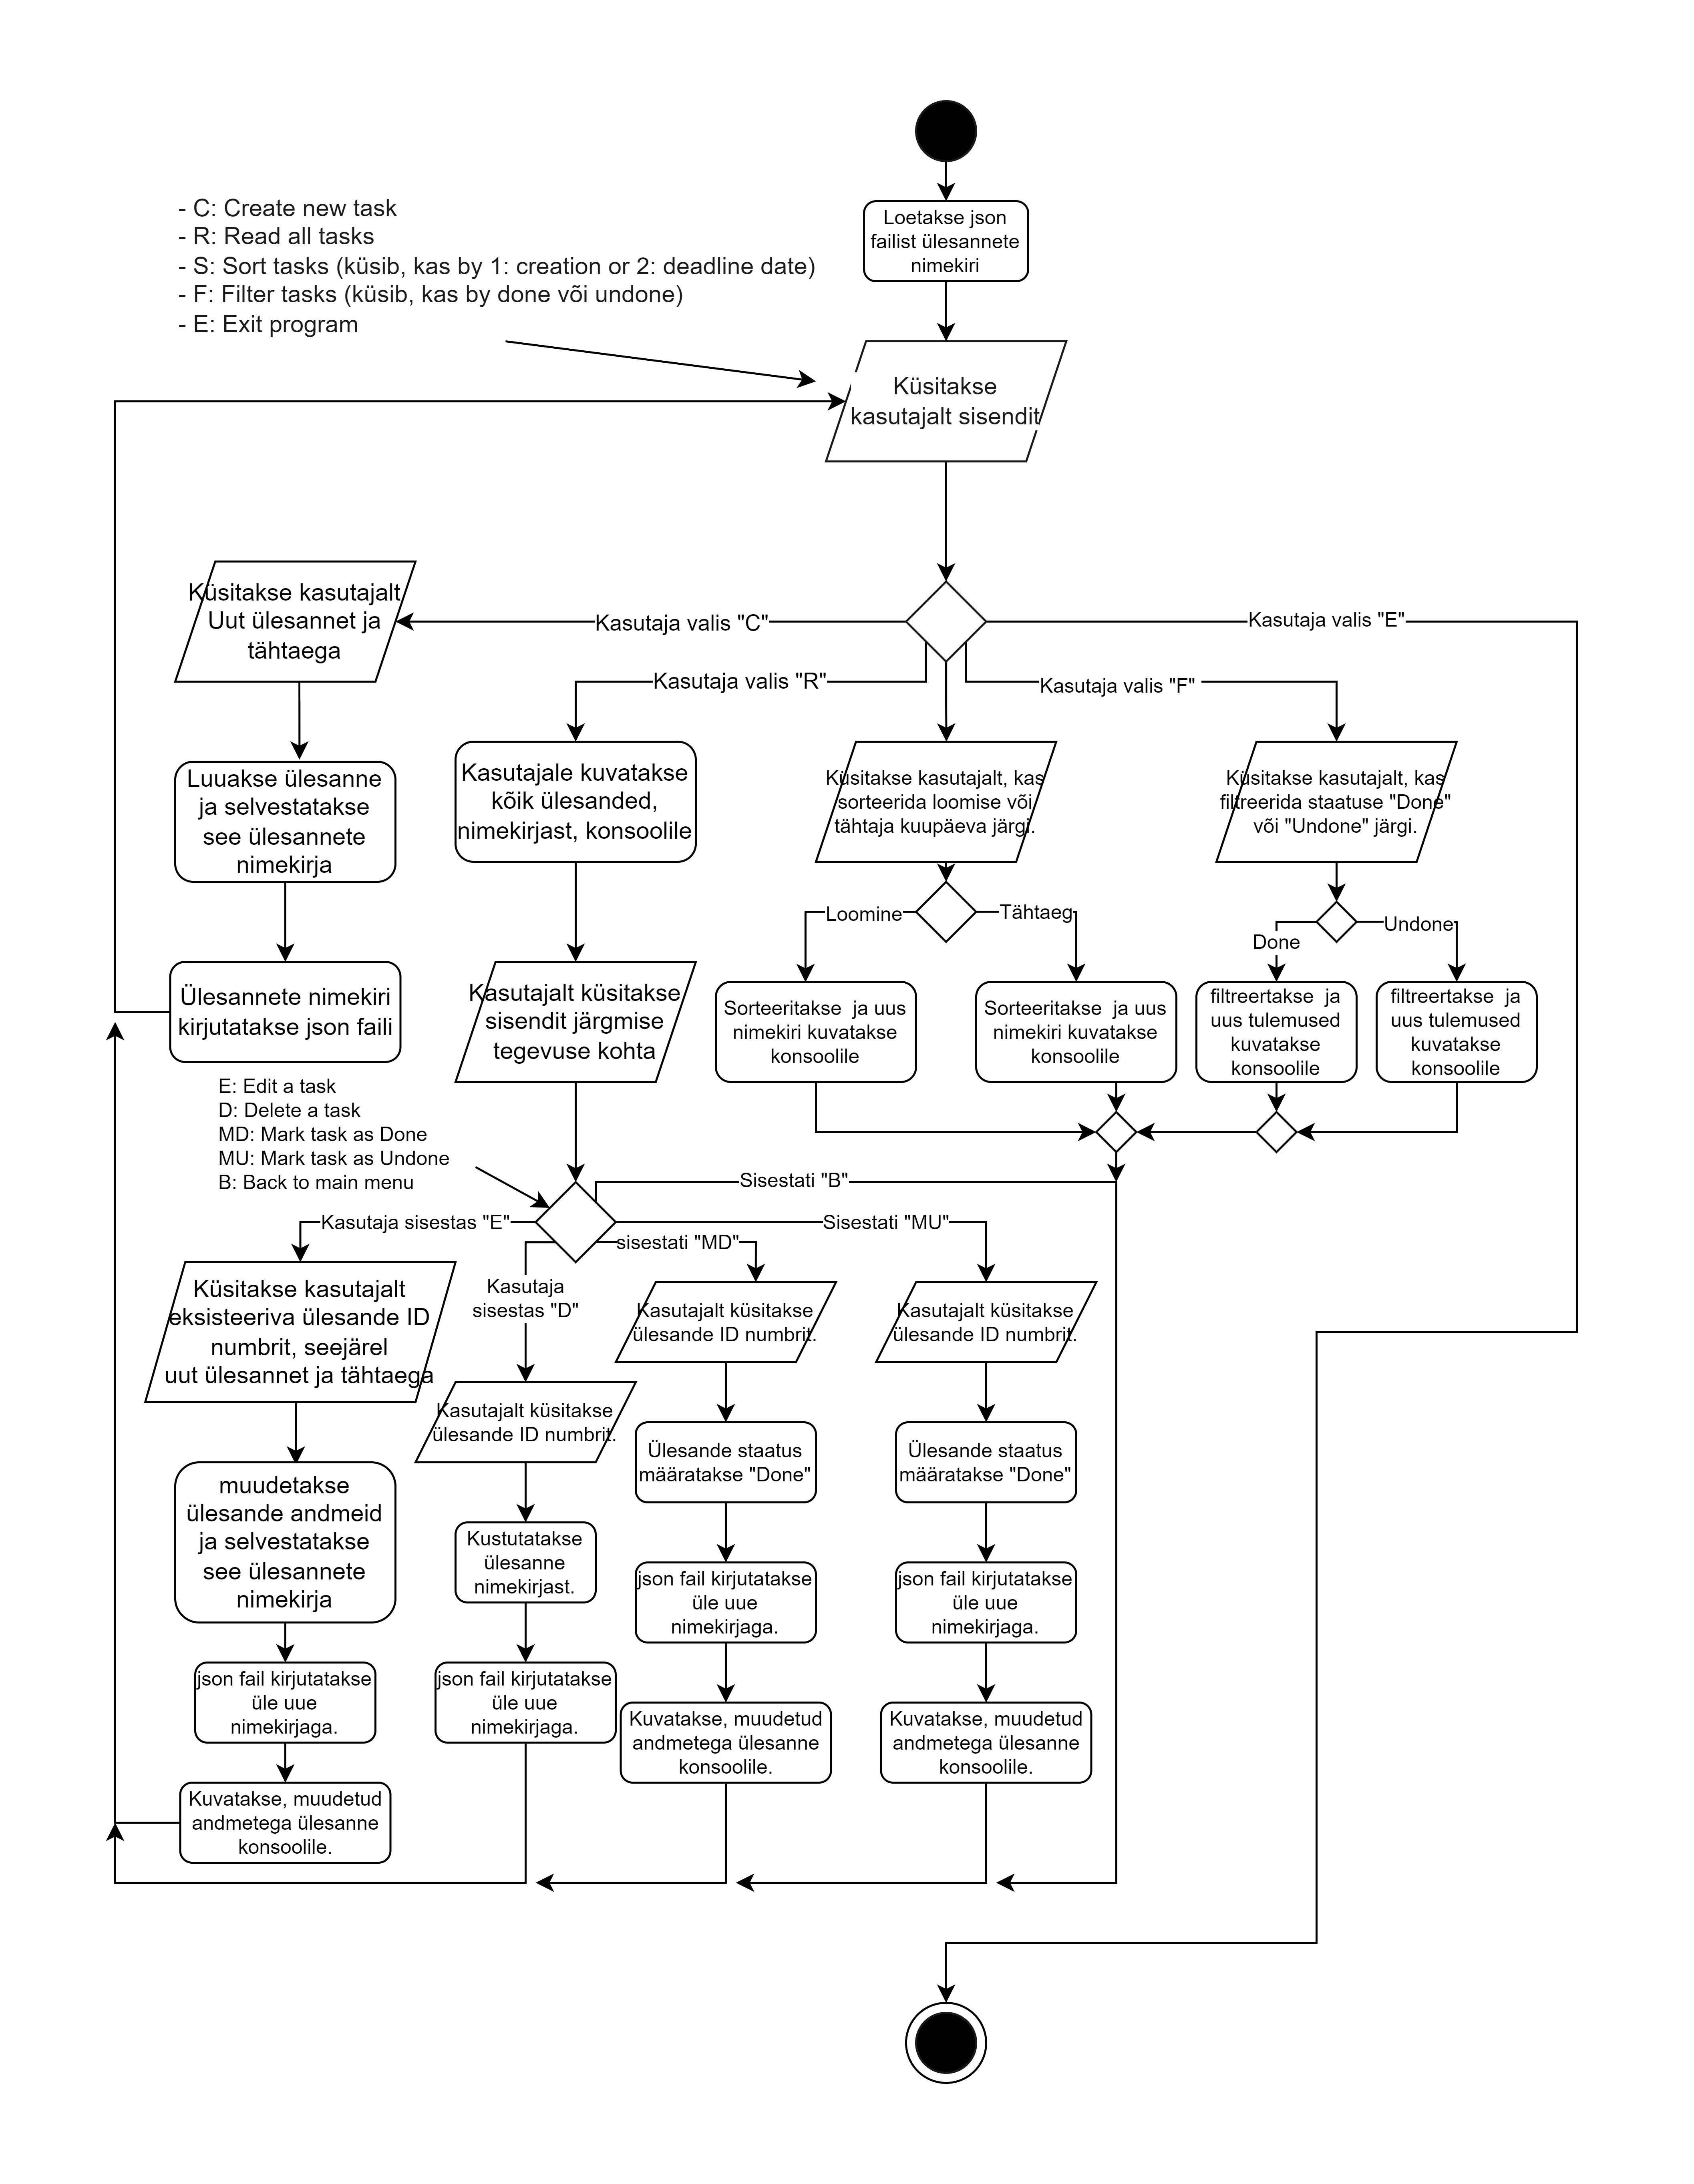 Loetakse json
failist ülesannete
nimekiri
- C: Create new task
- R: Read all tasks
- S: Sort tasks (küsib, kas by 1: creation or 2: deadline date)
- F: Filter tasks (küsib, kas by done või undone)
- E: Exit program
Küsitakse
kasutajalt sisendit
Küsitakse kasutajalt
Uut ülesannet ja
tähtaega
Kasutaja valis "C"
Kasutaja valis "E"
Kasutaja valis "R"
Kasutaja valis "F"
Luuakse ülesanne
ja selvestatakse
see ülesannete
nimekirja
Kasutajale kuvatakse
kõik ülesanded,
nimekirjast, konsoolile
Küsitakse kasutajalt, kas
sorteerida loomise või
tähtaja kuupäeva järgi.
Küsitakse kasutajalt, kas
filtreerida staatuse "Done"
või "Undone" järgi.
Loomine
Tähtaeg
Done
Undone
Ülesannete nimekiri
kirjutatakse json faili
Kasutajalt küsitakse
sisendit järgmise
tegevuse kohta
Sorteeritakse  ja uus
nimekiri kuvatakse
konsoolile
Sorteeritakse  ja uus
nimekiri kuvatakse
konsoolile
filtreertakse  ja
uus tulemused
kuvatakse
konsoolile
filtreertakse  ja
uus tulemused
kuvatakse
konsoolile
E: Edit a task
D: Delete a task
MD: Mark task as Done
MU: Mark task as Undone
B: Back to main menu
Sisestati "B"
Kasutaja sisestas "E"
Sisestati "MU"
sisestati "MD"
Kasutaja
sisestas "D"
Küsitakse kasutajalt
eksisteeriva ülesande ID
numbrit, seejärel
uut ülesannet ja tähtaega
Kasutajalt küsitakse
ülesande ID numbrit.
Kasutajalt küsitakse
ülesande ID numbrit.
Kasutajalt küsitakse
ülesande ID numbrit.
muudetakse
ülesande andmeid
ja selvestatakse
see ülesannete
nimekirja
Kustutatakse
ülesanne
nimekirjast.
Ülesande staatus
määratakse "Done"
Ülesande staatus
määratakse "Done"
json fail kirjutatakse
üle uue
nimekirjaga.
json fail kirjutatakse
üle uue
nimekirjaga.
json fail kirjutatakse
üle uue
nimekirjaga.
json fail kirjutatakse
üle uue
nimekirjaga.
Kuvatakse, muudetud
andmetega ülesanne
konsoolile.
Kuvatakse, muudetud
andmetega ülesanne
konsoolile.
Kuvatakse, muudetud
andmetega ülesanne
konsoolile.